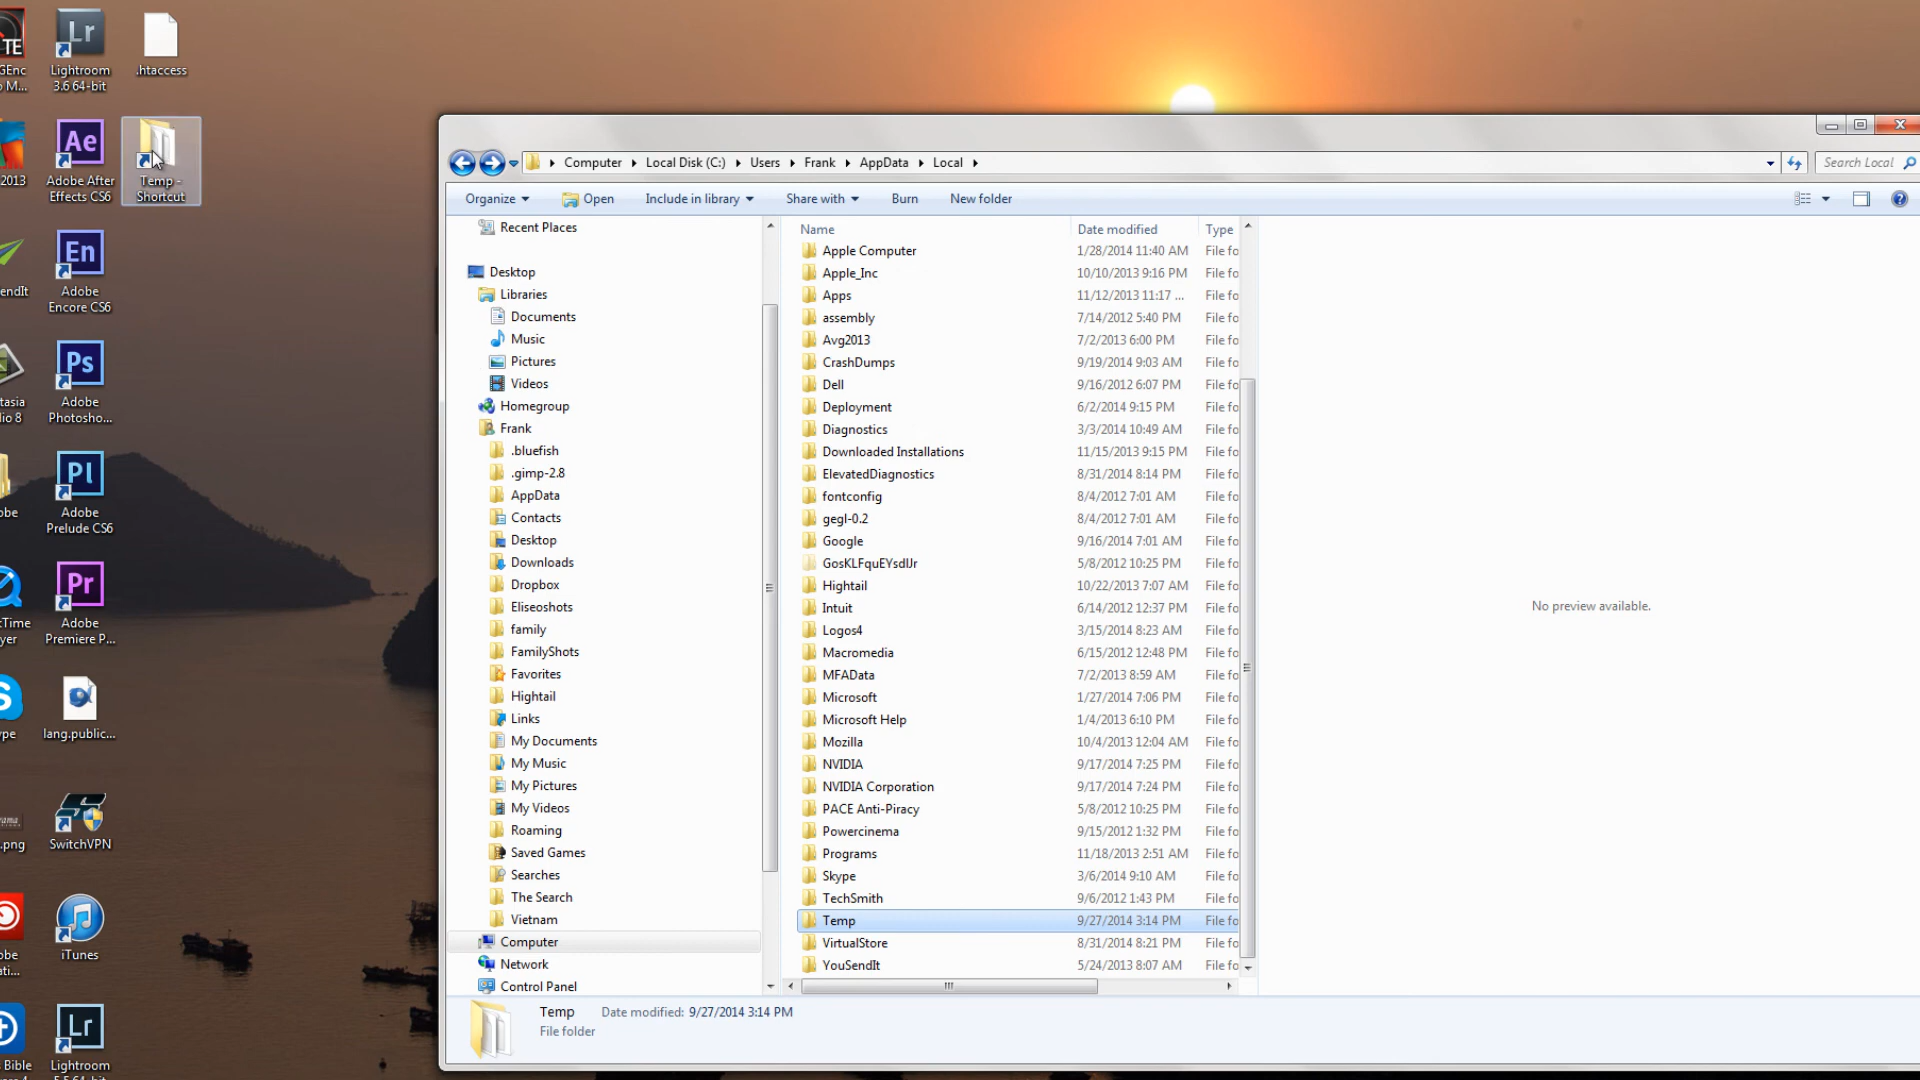 TE
GEnc
o M...
Lr
Lightroom
3.6 64-bit
.htaccess
2013
Ae
Adobe After
Effects CS6
Temp -
Shortcut
endIt
En
Adobe
Encore CS6
tasia
lio 8
Ps
Adobe
Photosho...
obe
Pl
Adobe
Prelude CS6
ctTime
yer
Pr
Adobe
Premiere P...
ype
lang.public...
rama
.png
SwitchVPN
obe
ati...
iTunes
s Bible
Lr
Lightroom
5.5 64-bit
Computer Local Disk (C:) Users Frank AppData Local
Search Local
Organize Open Include in library Share with Burn New folder
Recent Places
Desktop
Libraries
Documents
Music
Pictures
Videos
Homegroup
Frank
.bluefish
.gimp-2.8
AppData
Contacts
Desktop
Downloads
Dropbox
Eliseoshots
family
FamilyShots
Favorites
Hightail
Links
My Documents
My Music
My Pictures
My Videos
Roaming
Saved Games
Searches
The Search
Vietnam
Computer
Network
Control Panel
Name Date modified Type
Apple Computer 1/28/2014 11:40 AM File fo
Apple_Inc 10/10/2013 9:16 PM File fo
Apps 11/12/2013 11:17 ... File fo
assembly 7/14/2012 5:40 PM File fo
Avg2013 7/2/2013 6:00 PM File fo
CrashDumps 9/19/2014 9:03 AM File fo
Dell 9/16/2012 6:07 PM File fo
Deployment 6/2/2014 9:15 PM File fo
Diagnostics 3/3/2014 10:49 AM File fo
Downloaded Installations 11/15/2013 9:15 PM File fo
ElevatedDiagnostics 8/31/2014 8:14 PM File fo
fontconfig 8/4/2012 7:01 AM File fo
gegl-0.2 8/4/2012 7:01 AM File fo
Google 9/16/2014 7:01 AM File fo
GosKLFquEYsdIJr 5/8/2012 10:25 PM File fo
Hightail 10/22/2013 7:07 AM File fo
Intuit 6/14/2012 12:37 PM File fo
Logos4 3/15/2014 8:23 AM File fo
Macromedia 6/15/2012 12:48 PM File fo
MFAData 7/2/2013 8:59 AM File fo
Microsoft 1/27/2014 7:06 PM File fo
Microsoft Help 1/4/2013 6:10 PM File fo
Mozilla 10/4/2013 12:04 AM File fo
NVIDIA 9/17/2014 7:25 PM File fo
NVIDIA Corporation 9/17/2014 7:24 PM File fo
PACE Anti-Piracy 5/8/2012 10:25 PM File fo
Powercinema 9/15/2012 1:32 PM File fo
Programs 11/18/2013 2:51 AM File fo
Skype 3/6/2014 9:10 AM File fo
TechSmith 9/6/2012 1:43 PM File fo
Temp 9/27/2014 3:14 PM File fo
VirtualStore 8/31/2014 8:21 PM File fo
YouSendIt 5/24/2013 8:07 AM File fo
No preview available.
Temp Date modified: 9/27/2014 3:14 PM
File folder